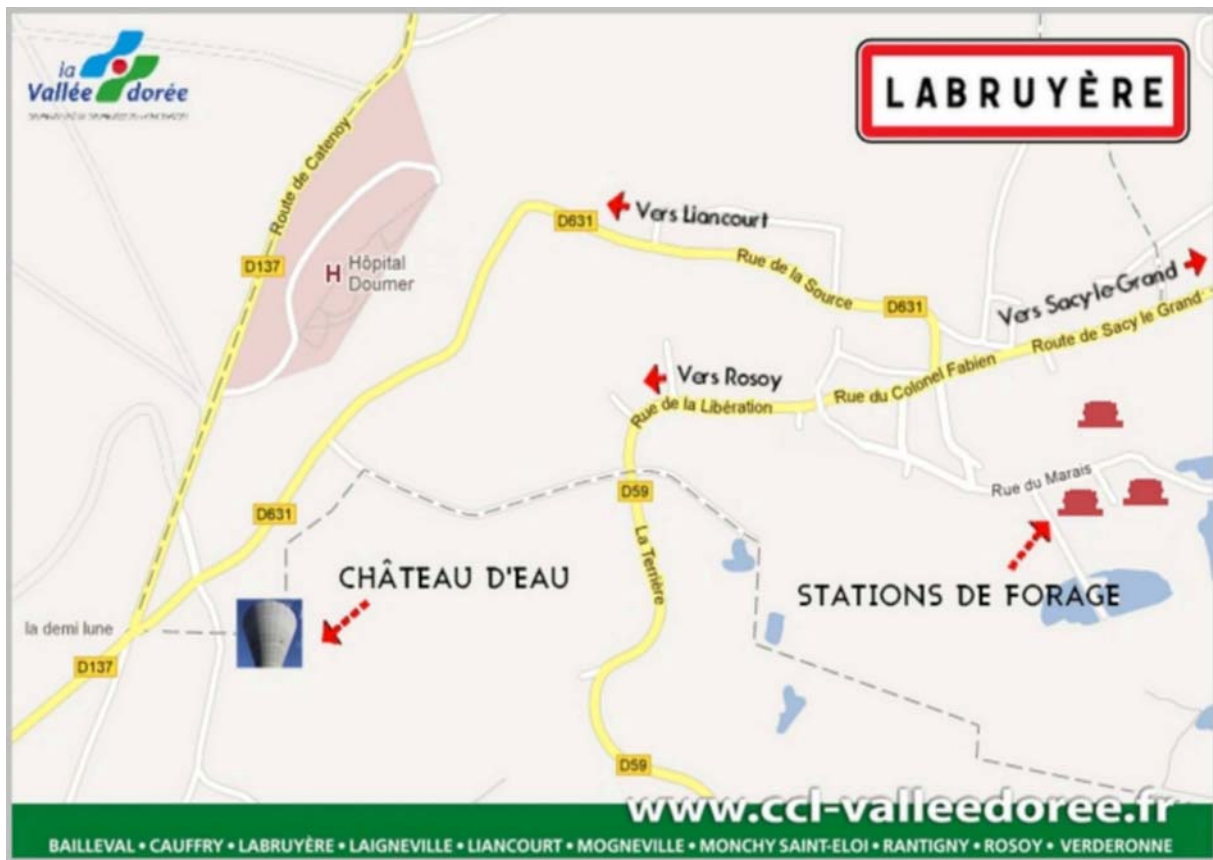 la
Vallée dorée
LABRUYÈRE
Route de Catenoy
D631
Vers Liancourt
D137
H Hôpital
Doumer
Rue de la Source
D631
Vers Sacy-le-Grand
Route de Sacy le Grand
Vers Rosoy
Rue de la Libération
Rue du Colonel Fabien
Rue du Marais
D59
D631
La Terrière
CHÂTEAU D'EAU
STATIONS DE FORAGE
la demi lune
D137
D59
www.ccl-valleedoree.fr
BAILLEVAL • CAUFFRY • LABRUYÈRE • LAIGNEVILLE • LIANCOURT • MOGNEVILLE • MONCHY SAINT-ELOI • RANTIGNY • ROSOY • VERDERONNE